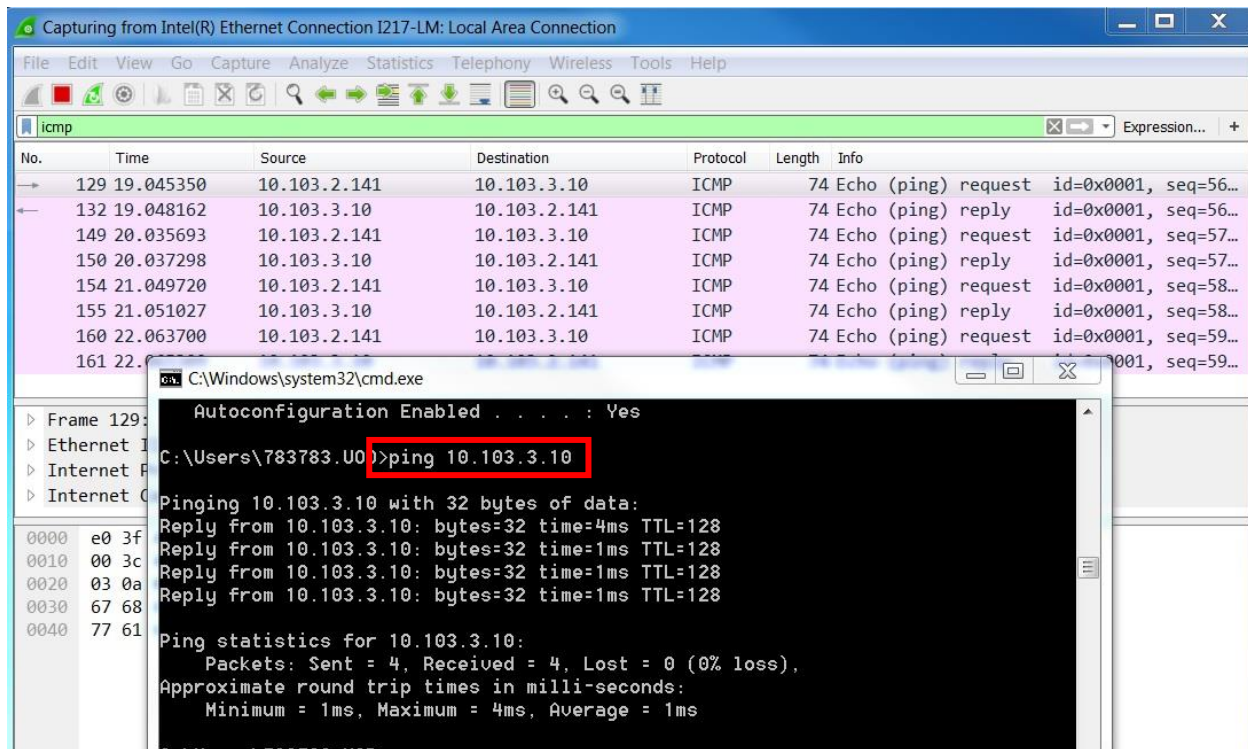 Capturing from Intel(R) Ethernet Connection I217-LM: Local Area Connection
File Edit View Go Capture Analyze Statistics Telephony Wireless Tools Help
icmp Expression... +
No. Time Source Destination Protocol Length Info
129 19.045350 10.103.2.141 10.103.3.10 ICMP 74 Echo (ping) request id=0x0001, seq=56…
132 19.048162 10.103.3.10 10.103.2.141 ICMP 74 Echo (ping) reply id=0x0001, seq=56…
149 20.035693 10.103.2.141 10.103.3.10 ICMP 74 Echo (ping) request id=0x0001, seq=57…
150 20.037298 10.103.3.10 10.103.2.141 ICMP 74 Echo (ping) reply id=0x0001, seq=57…
154 21.049720 10.103.2.141 10.103.3.10 ICMP 74 Echo (ping) request id=0x0001, seq=58…
155 21.051027 10.103.3.10 10.103.2.141 ICMP 74 Echo (ping) reply id=0x0001, seq=58…
160 22.063700 10.103.2.141 10.103.3.10 ICMP 74 Echo (ping) request id=0x0001, seq=59…
161 22. 001, seq=59…
C:\Windows\system32\cmd.exe
Frame 129:
Ethernet I
Internet P
Internet C
0000 e0 3f
0010 00 3c
0020 03 0a
0030 67 68
0040 77 61
Autoconfiguration Enabled . . . . : Yes
C:\Users\783783.UOD>ping 10.103.3.10
Pinging 10.103.3.10 with 32 bytes of data:
Reply from 10.103.3.10: bytes=32 time=4ms TTL=128
Reply from 10.103.3.10: bytes=32 time=1ms TTL=128
Reply from 10.103.3.10: bytes=32 time=1ms TTL=128
Reply from 10.103.3.10: bytes=32 time=1ms TTL=128
Ping statistics for 10.103.3.10:
Packets: Sent = 4, Received = 4, Lost = 0 (0% loss),
Approximate round trip times in milli-seconds:
Minimum = 1ms, Maximum = 4ms, Average = 1ms